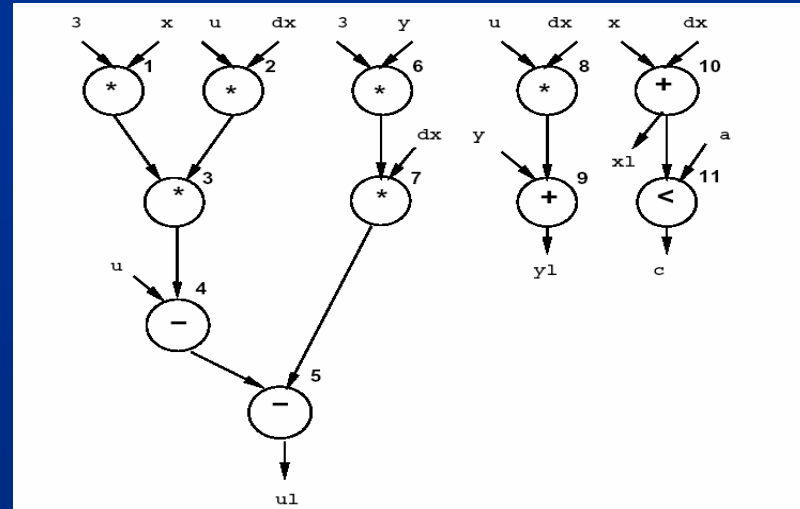 3 x u dx 3 y u dx x dx
* 1 * 2 * 6 * 8 + 10
dx y xl a
* 3 * 7 + 9 < 11
u yl c
− 4
− 5
ul